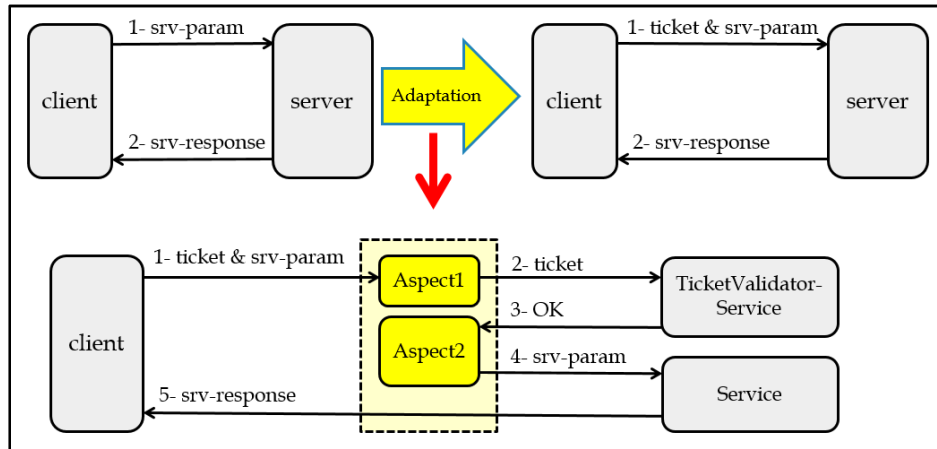 1- srv-param
client
server
2- srv-response
Adaptation
1- ticket & srv-param
client
server
2- srv-response
client
1- ticket & srv-param
Aspect1
2- ticket
TicketValidator-
Service
3- OK
Aspect2
4- srv-param
Service
5- srv-response